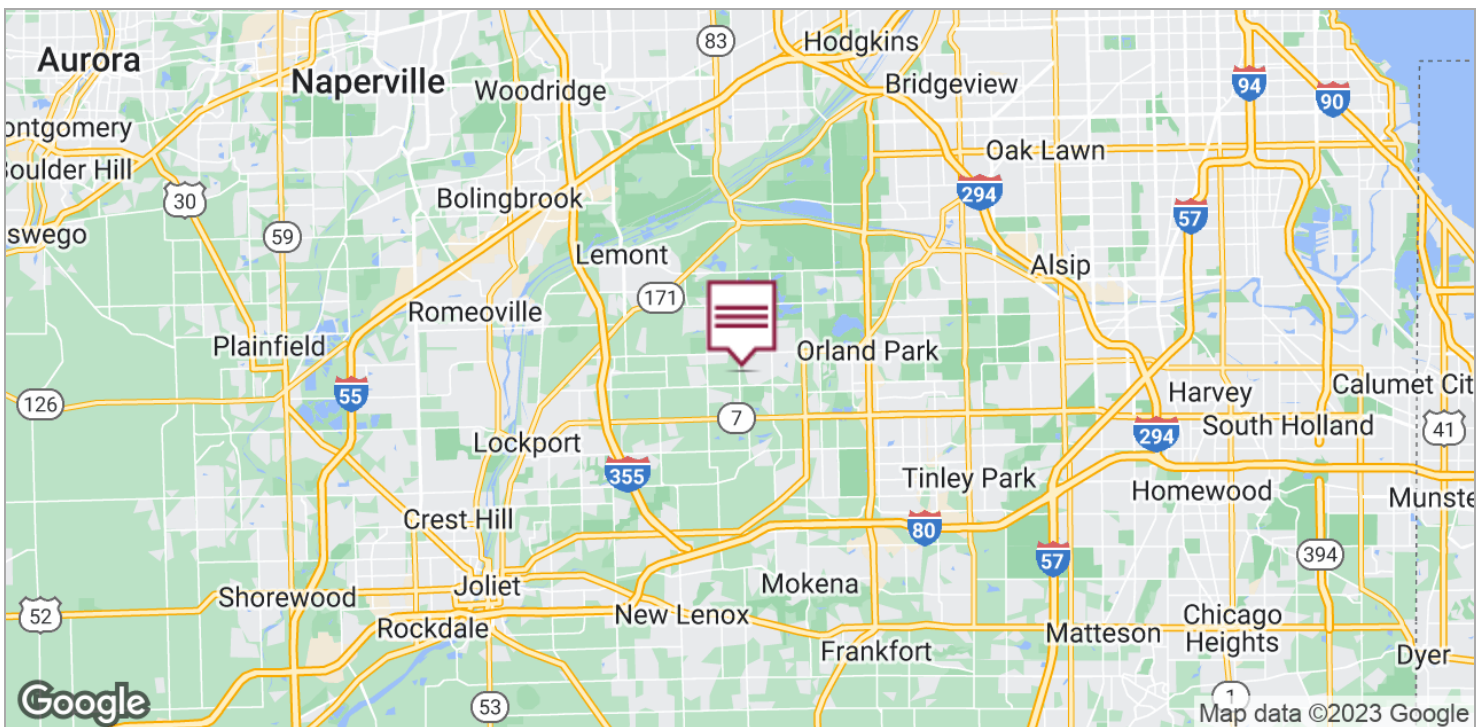 83
Hodgkins
Aurora
Naperville
Woodridge
Bridgeview
94
90
ontgomery
Boulder Hill
Oak Lawn
30
Bolingbrook
294
57
59
swego
Lemont
Alsip
171
Romeoville
Plainfield
Orland Park
55
126
Harvey
Calumet Cit
7
South Holland
41
294
Lockport
355
Tinley Park
Homewood
Munste
Crest Hill
80
57
394
Joliet
Mokena
Shorewood
52
New Lenox
Chicago
Heights
Rockdale
Matteson
Frankfort
Dyer
Google
53
1
Map data ©2023 Google